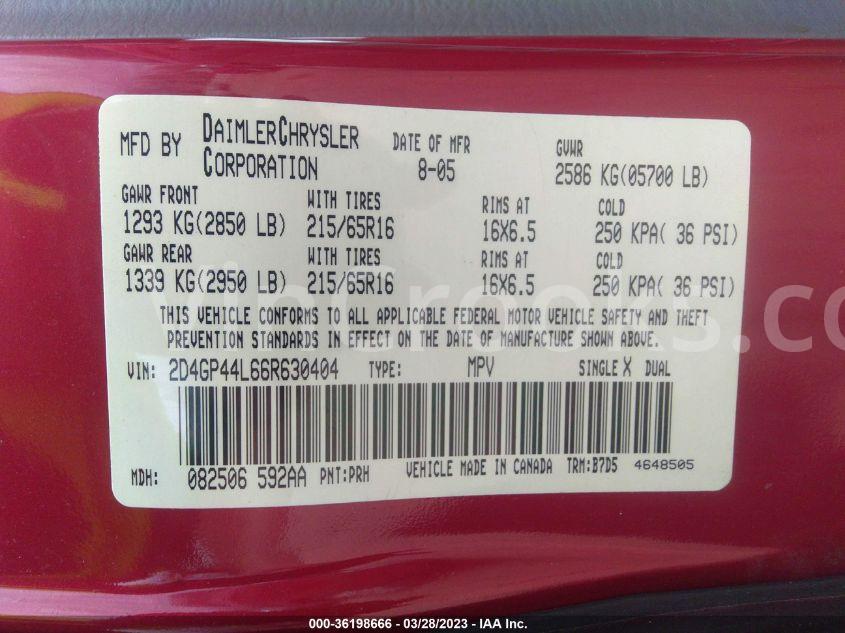 MFD BY DAIMLERCHRYSLER CORPORATION DATE OF MFR 8-05 GVWR 2586 KG(05700 LB)
GAWR FRONT WITH TIRES RIMS AT COLD
1293 KG(2850 LB) 215/65R16 16X6.5 250 KPA( 36 PSI)
GAWR REAR WITH TIRES RIMS AT COLD
1339 KG(2950 LB) 215/65R16 16X6.5 250 KPA( 36 PSI)
THIS VEHICLE CONFORMS TO ALL APPLICABLE FEDERAL MOTOR VEHICLE SAFETY AND THEFT
PREVENTION STANDARDS IN EFFECT ON THE DATE OF MANUFACTURE SHOWN ABOVE.
VIN: 2D4GP44L66R630404 TYPE: MPV SINGLE X DUAL
MDH: 082506 592AA PNT:PRH VEHICLE MADE IN CANADA TRM:B7D5 4648505
000-36198666 - 03/28/2023 - IAA Inc.